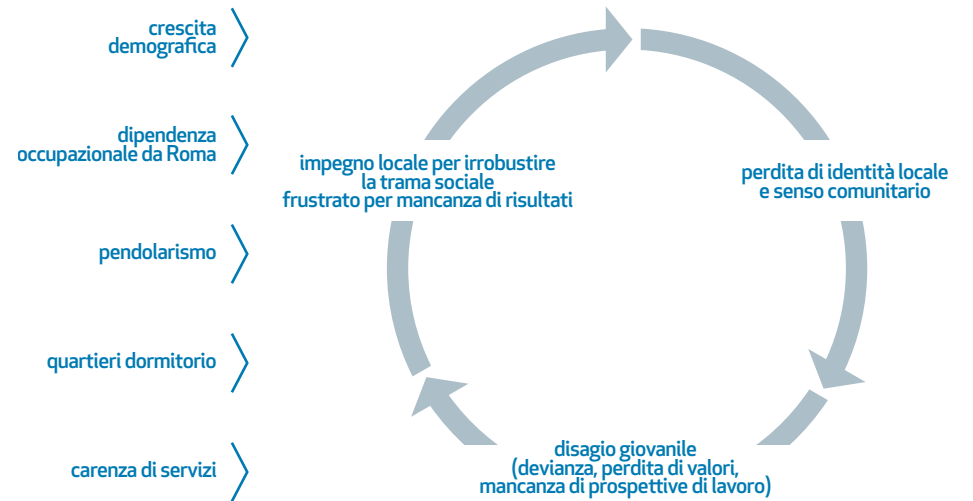 crescita
demografica
dipendenza
occupazionale da Roma
pendolarismo
quartieri dormitorio
carenza di servizi
impegno locale per irrobustire
la trama sociale
frustrato per mancanza di risultati
perdita di identità locale
e senso comunitario
disagio giovanile
(devianza, perdita di valori,
mancanza di prospettive di lavoro)